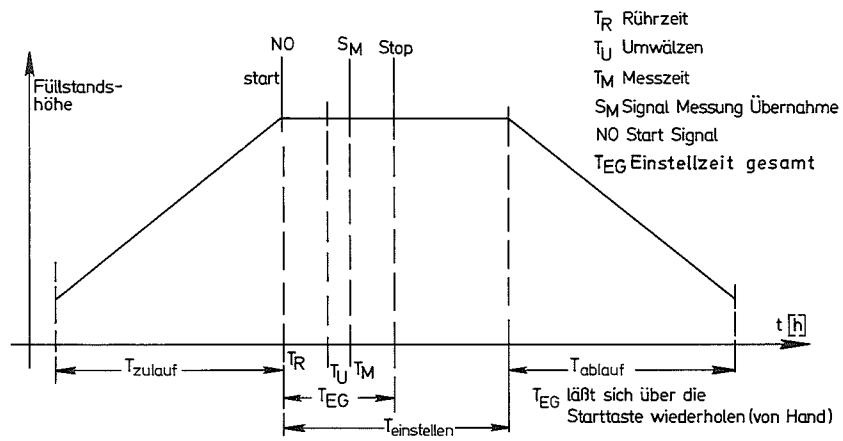 NO
start
S_M
Stop
Füllstands-
höhe
T_R Rührzeit
T_U Umwälzen
T_M Messzeit
S_M Signal Messung Übernahme
NO Start Signal
T_EG Einstellzeit gesamt
t [h]
T_zulauf
T_R
T_U
T_M
T_EG
T_einstellen
T_ablauf
T_EG läßt sich über die
Starttaste wiederholen (von Hand)